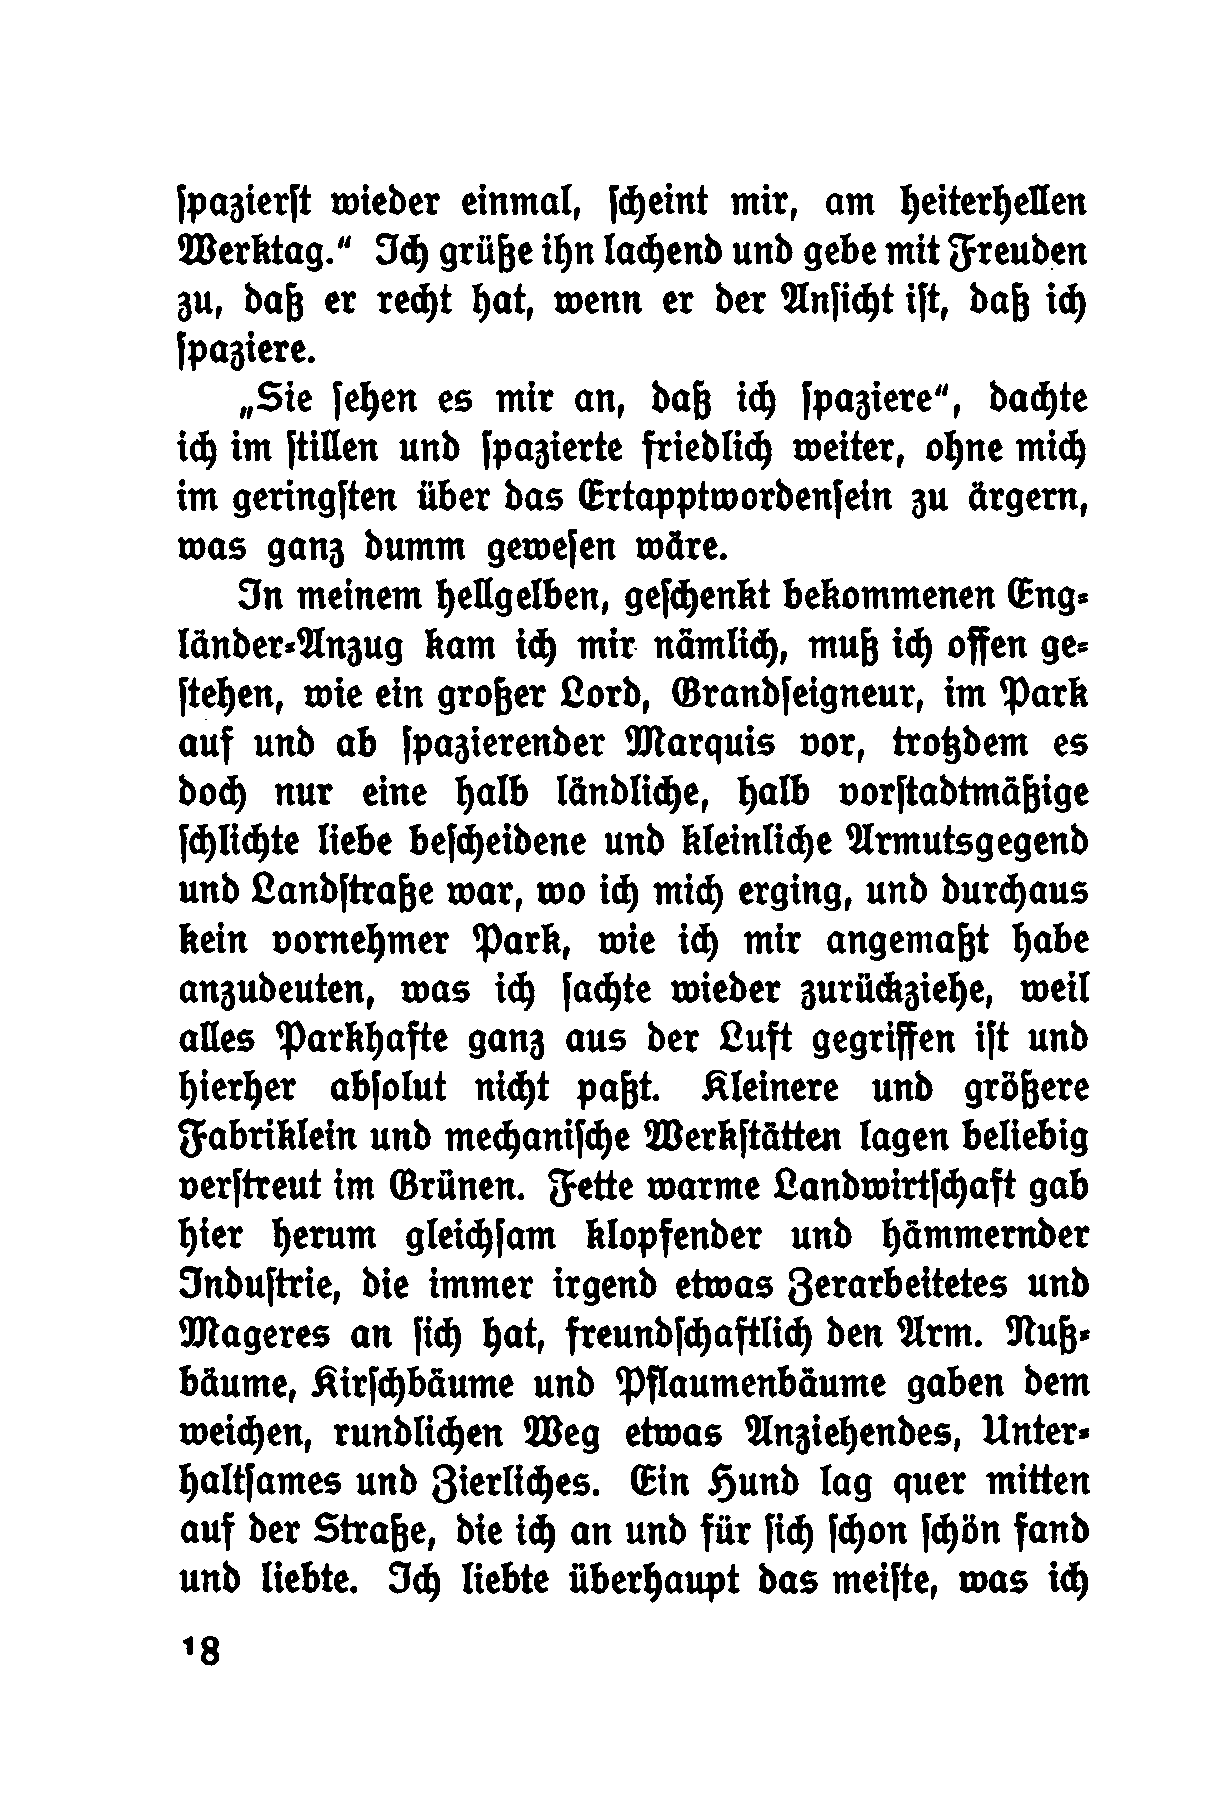 spazierst wieder einmal, scheint mir, am heiterhellen
Werktag.“ Ich grüße ihn lachend und gebe mit Freuden
zu, daß er recht hat, wenn er der Ansicht ist, daß ich
spaziere.
„Sie sehen es mir an, daß ich spaziere“, dachte
ich im stillen und spazierte friedlich weiter, ohne mich
im geringsten über das Ertapptwordensein zu ärgern,
was ganz dumm gewesen wäre.
In meinem hellgelben, geschenkt bekommenen Eng-
länder-Anzug kam ich mir nämlich, muß ich offen ge-
stehen, wie ein großer Lord, Grandseigneur, im Park
auf und ab spazierender Marquis vor, trotzdem es
doch nur eine halb ländliche, halb vorstadtmäßige
schlichte liebe bescheidene und kleinliche Armutsgegend
und Landstraße war, wo ich mich erging, und durchaus
kein vornehmer Park, wie ich mir angemaßt habe
anzudeuten, was ich sachte wieder zurückziehe, weil
alles Parkhafte ganz aus der Luft gegriffen ist und
hierher absolut nicht paßt. Kleinere und größere
Fabriklein und mechanische Werkstätten lagen beliebig
verstreut im Grünen. Fette warme Landwirtschaft gab
hier herum gleichsam klopfender und hämmernder
Industrie, die immer irgend etwas Zerarbeitetes und
Mageres an sich hat, freundschaftlich den Arm. Nuß-
bäume, Kirschbäume und Pflaumenbäume gaben dem
weichen, rundlichen Weg etwas Anziehendes, Unter-
haltsames und Zierliches. Ein Hund lag quer mitten
auf der Straße, die ich an und für sich schon schön fand
und liebte. Ich liebte überhaupt das meiste, was ich
18